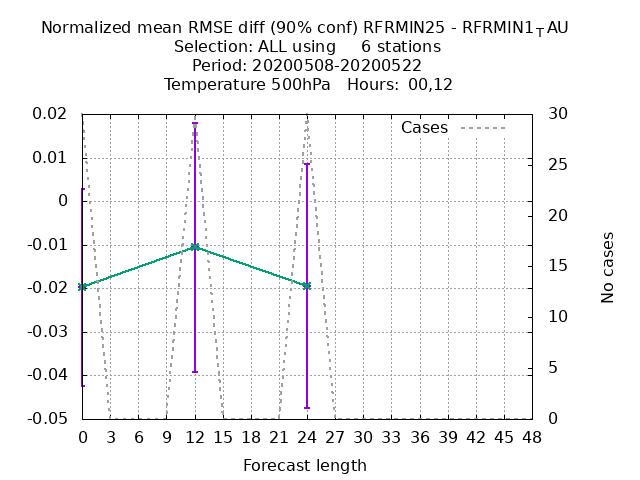 Normalized mean RMSE diff (90% conf) RFRMIN25 - RFRMIN1_TAU
Selection: ALL using     6 stations
Period: 20200508-20200522
Temperature 500hPa   Hours: 00,12
Cases
0.02
0.01
0
-0.01
-0.02
-0.03
-0.04
-0.05
30
25
20
15
10
5
0
No cases
0 3 6 9 12 15 18 21 24 27 30 33 36 39 42 45 48
Forecast length